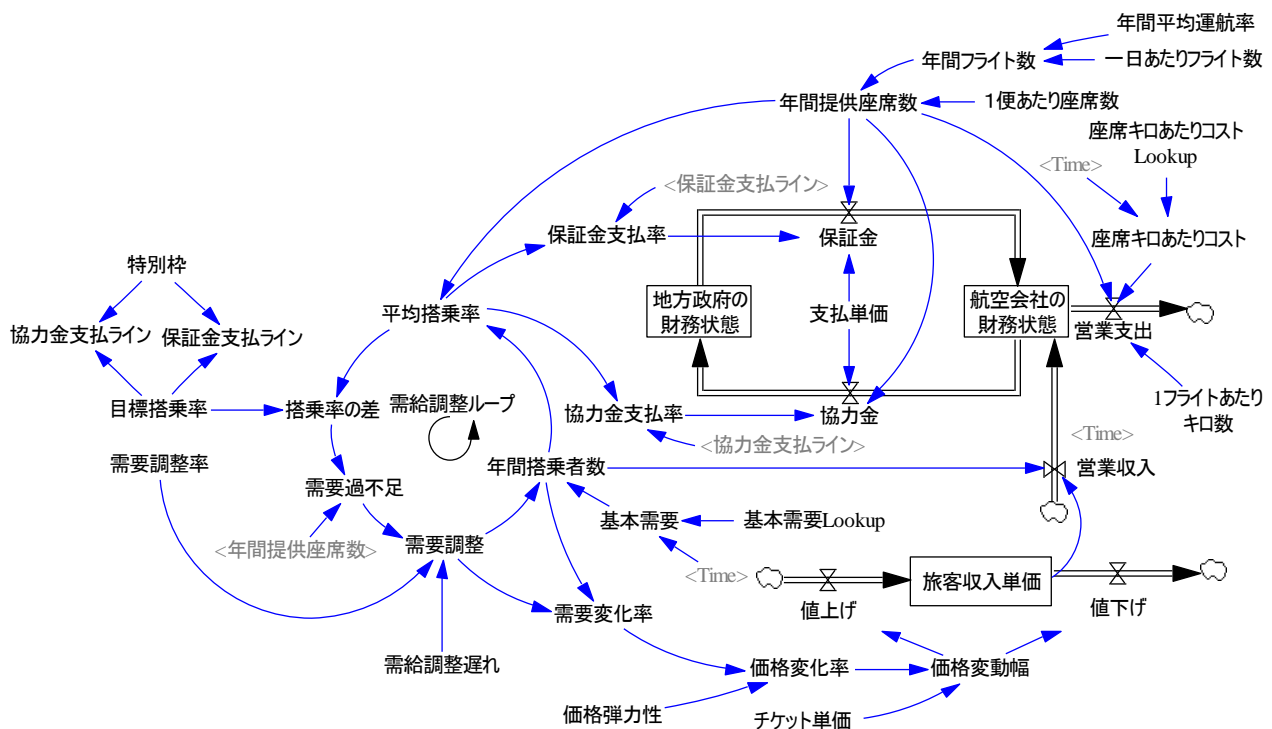 年間平均運航率
年間フライト数
一日あたりフライト数
年間提供座席数
１便あたり座席数
座席キロあたりコスト
Lookup
<Time>
<保証金支払ライン>
保証金支払率
保証金
座席キロあたりコスト
特別枠
地方政府の
財務状態
航空会社の
財務状態
平均搭乗率
支払単価
営業支出
協力金支払ライン
保証金支払ライン
目標搭乗率
搭乗率の差
需給調整ループ
協力金支払率
協力金
1フライトあたり
キロ数
<協力金支払ライン>
<Time>
需要調整率
年間搭乗者数
営業収入
需要過不足
基本需要
基本需要Lookup
<年間提供座席数>
需要調整
<Time>
旅客収入単価
値上げ
値下げ
需要変化率
需給調整遅れ
価格変化率
価格変動幅
価格弾力性
チケット単価